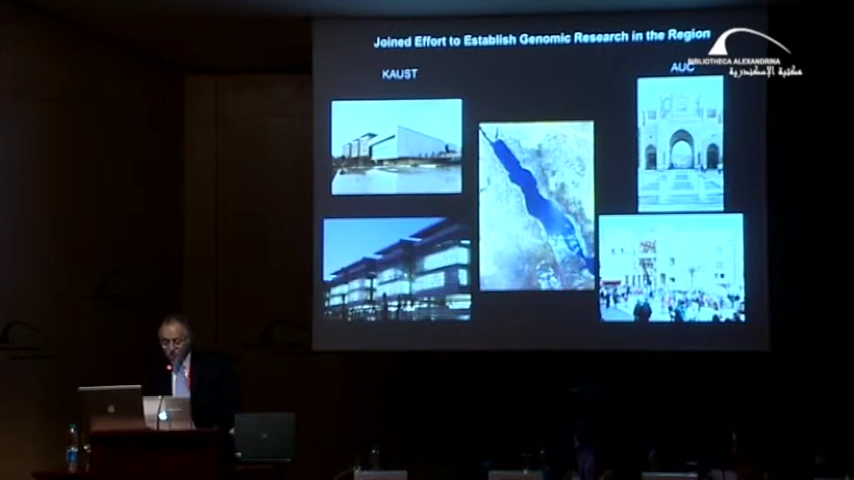 Joined Effort to Establish Genomic Research in the Region
KAUST
AUC
BIBLIOTHECA ALEXANDRINA
مكتبة الإسكندرية